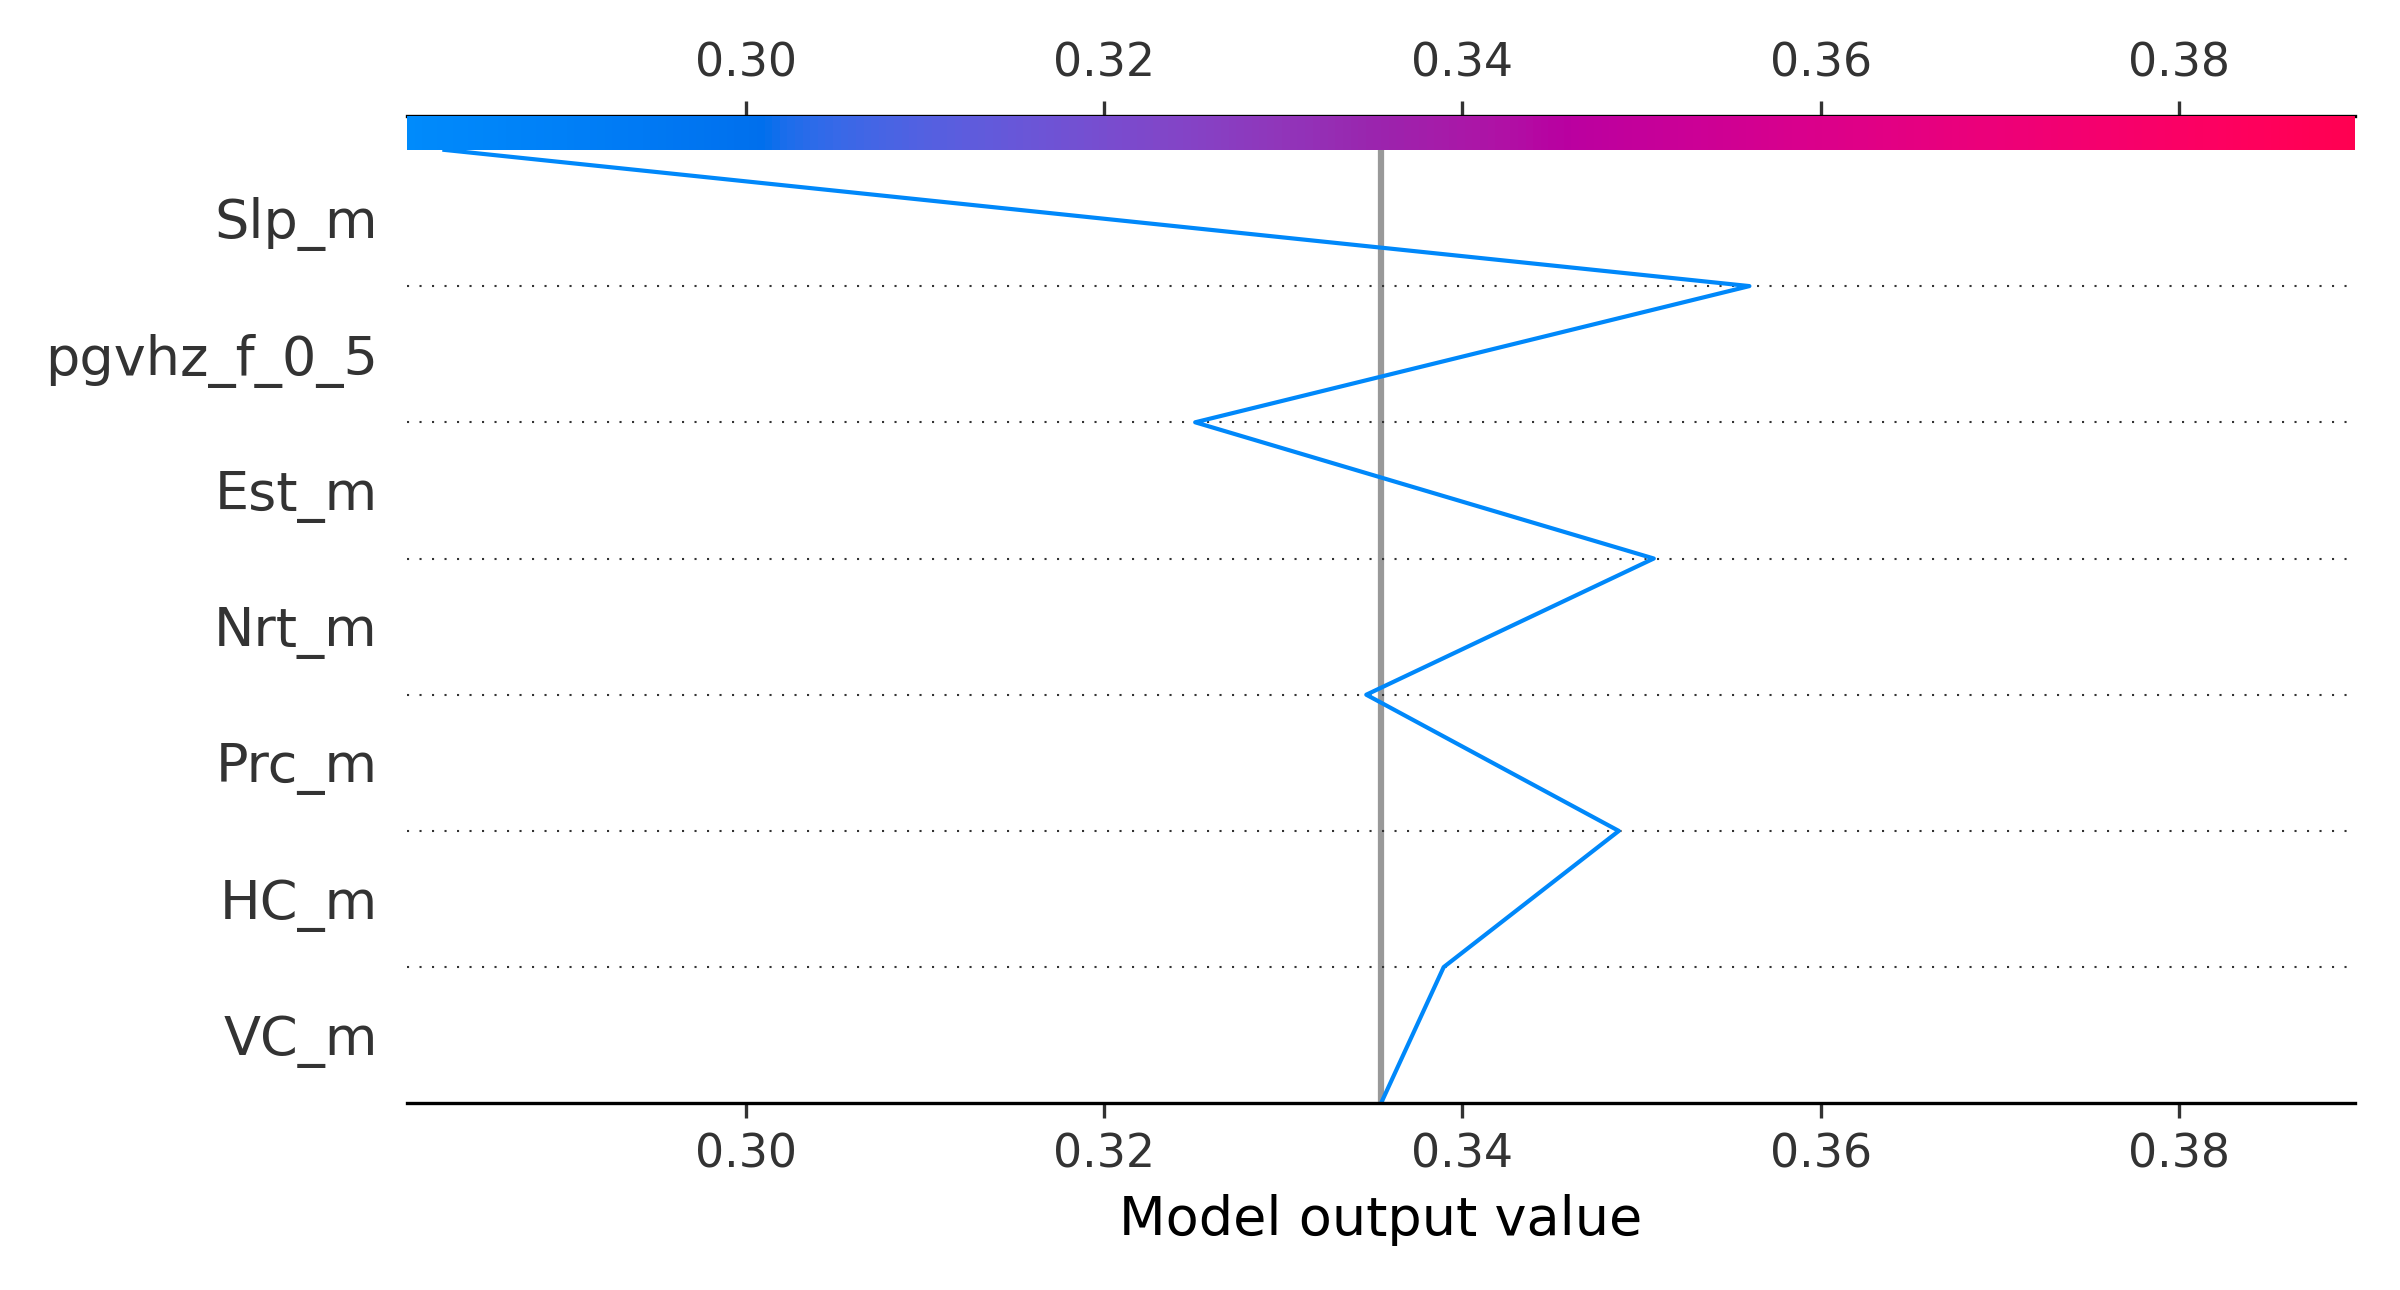 0.30 0.32 0.34 0.36 0.38
Slp_m
pgvhz_f_0_5
Est_m
Nrt_m
Prc_m
HC_m
VC_m
0.30 0.32 0.34 0.36 0.38
Model output value